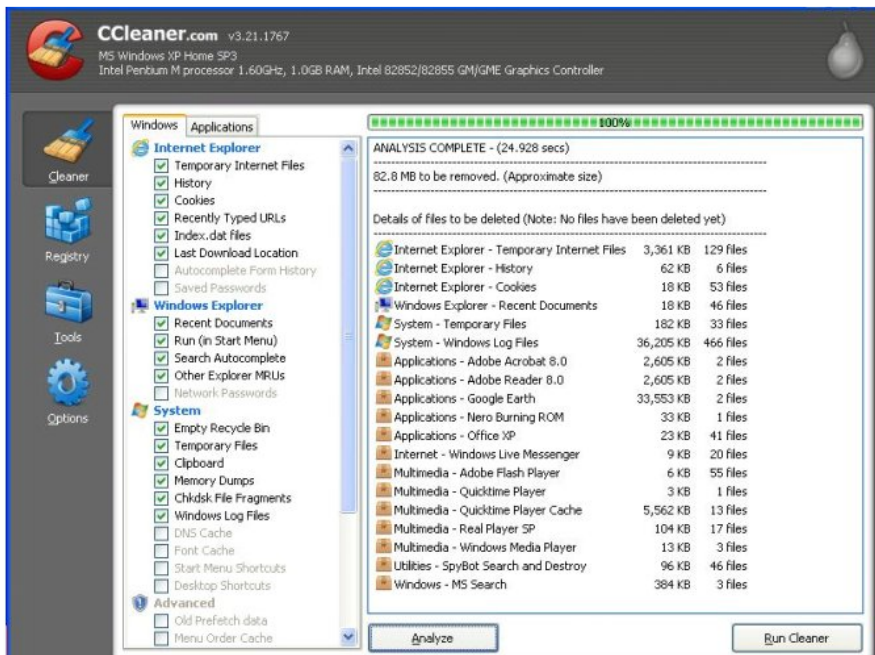 CCleaner.com v3.21.1767
MS Windows XP Home SP3
Intel Pentium M processor 1.60GHz, 1.0GB RAM, Intel 82852/82855 GM/GME Graphics Controller
Cleaner
Registry
Tools
Options
Windows Applications
Internet Explorer
Temporary Internet Files
History
Cookies
Recently Typed URLs
Index.dat files
Last Download Location
Autocomplete Form History
Saved Passwords
Windows Explorer
Recent Documents
Run (in Start Menu)
Search Autocomplete
Other Explorer MRUs
Network Passwords
System
Empty Recycle Bin
Temporary Files
Clipboard
Memory Dumps
Chkdsk File Fragments
Windows Log Files
DNS Cache
Font Cache
Start Menu Shortcuts
Desktop Shortcuts
Advanced
Old Prefetch data
Menu Order Cache
100%
ANALYSIS COMPLETE - (24.928 secs)
82.8 MB to be removed. (Approximate size)
Details of files to be deleted (Note: No files have been deleted yet)
Internet Explorer - Temporary Internet Files 3,361 KB 129 files
Internet Explorer - History 62 KB 6 files
Internet Explorer - Cookies 18 KB 53 files
Windows Explorer - Recent Documents 18 KB 46 files
System - Temporary Files 182 KB 33 files
System - Windows Log Files 36,205 KB 466 files
Applications - Adobe Acrobat 8.0 2,605 KB 2 files
Applications - Adobe Reader 8.0 2,605 KB 2 files
Applications - Google Earth 33,553 KB 2 files
Applications - Nero Burning ROM 33 KB 1 files
Applications - Office XP 23 KB 41 files
Internet - Windows Live Messenger 9 KB 20 files
Multimedia - Adobe Flash Player 6 KB 55 files
Multimedia - Quicktime Player 3 KB 1 files
Multimedia - Quicktime Player Cache 5,562 KB 13 files
Multimedia - Real Player SP 104 KB 17 files
Multimedia - Windows Media Player 13 KB 3 files
Utilities - SpyBot Search and Destroy 96 KB 46 files
Windows - MS Search 384 KB 3 files
Analyze
Run Cleaner